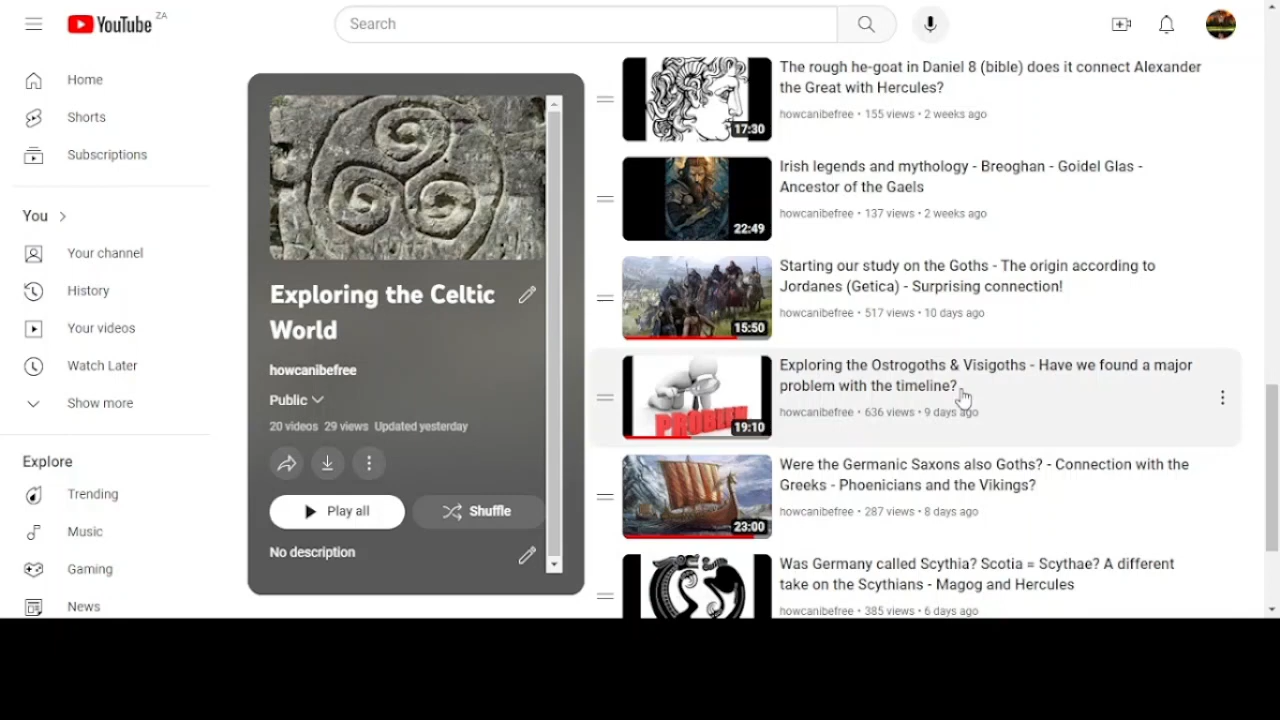 YouTube ZA
Search
Home
Shorts
Subscriptions
You
Your channel
History
Your videos
Watch Later
Show more
Explore
Trending
Music
Gaming
News
Exploring the Celtic
World
howcanibefree
Public
20 videos 29 views Updated yesterday
Play all
Shuffle
No description
The rough he-goat in Daniel 8 (bible) does it connect Alexander
the Great with Hercules?
howcanibefree • 155 views • 2 weeks ago
17:30
Irish legends and mythology - Breoghan - Goidel Glas -
Ancestor of the Gaels
howcanibefree • 137 views • 2 weeks ago
22:49
Starting our study on the Goths - The origin according to
Jordanes (Getica) - Surprising connection!
howcanibefree • 517 views • 10 days ago
15:50
Exploring the Ostrogoths & Visigoths - Have we found a major
problem with the timeline?
howcanibefree • 636 views • 9 days ago
PROBLEM
19:10
Were the Germanic Saxons also Goths? - Connection with the
Greeks - Phoenicians and the Vikings?
howcanibefree • 287 views • 8 days ago
23:00
Was Germany called Scythia? Scotia = Scythae? A different
take on the Scythians - Magog and Hercules
howcanibefree • 385 views • 6 days ago